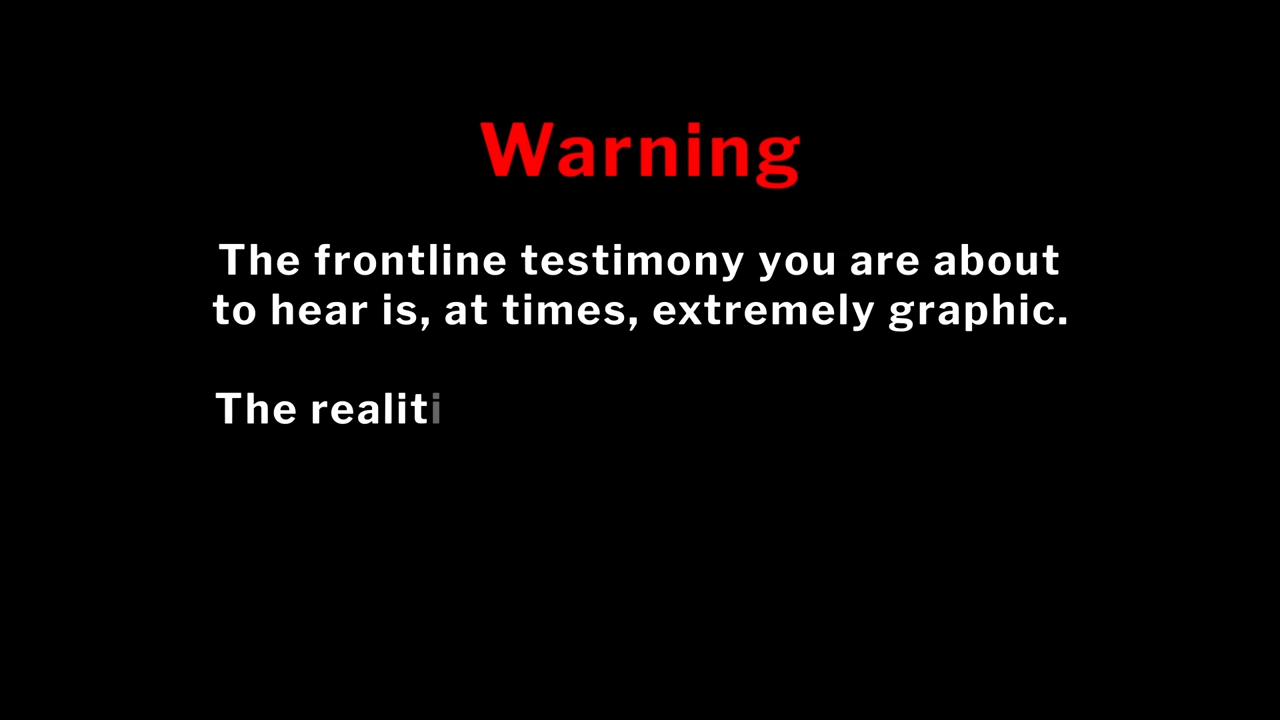 Warning
The frontline testimony you are about
to hear is, at times, extremely graphic.
The realiti